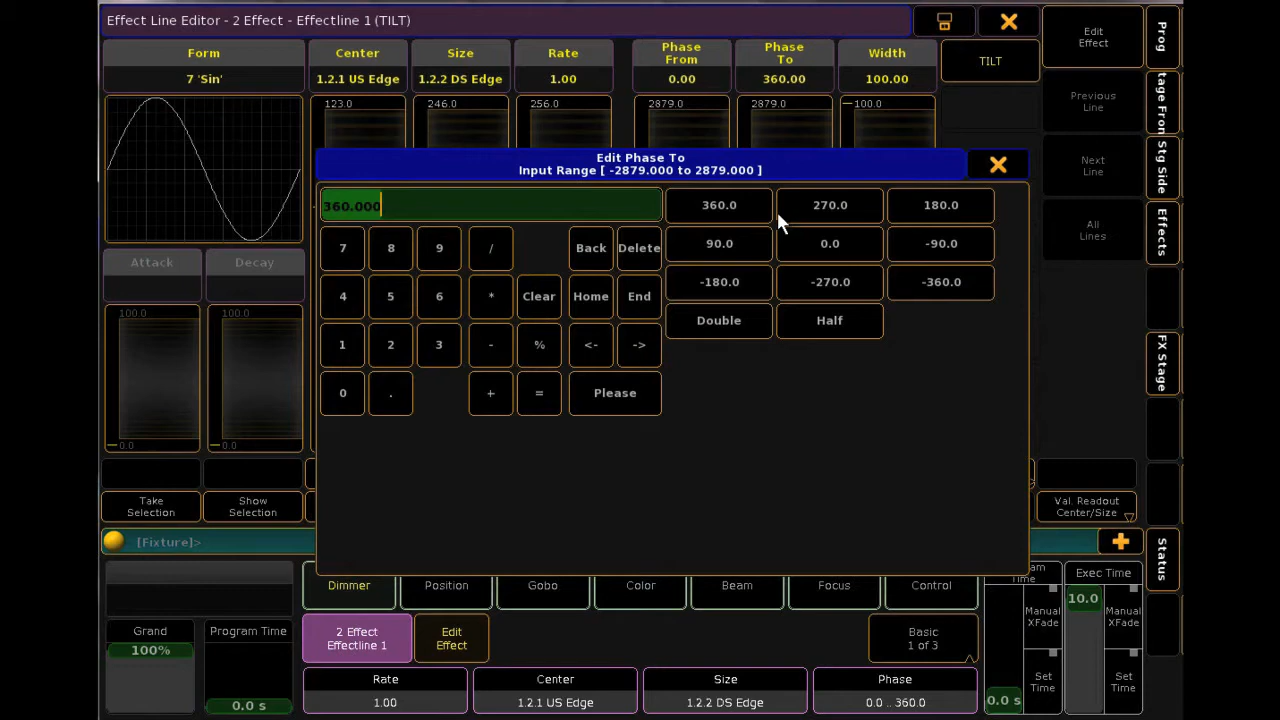 Effect Line Editor - 2 Effect - Effectline 1 (TILT)
Form
Center
Size
Rate
Phase
From
Phase
To
Width
7 'Sin'
1.2.1 US Edge
1.2.2 DS Edge
1.00
0.00
360.00
100.00
TILT
Edit
Effect
Previous
Line
Next
Line
All
Lines
Prog
tage Fron
Stg Side
Effects
FX Stage
Status
123.0
246.0
256.0
2879.0
2879.0
100.0
Edit Phase To
Input Range [ -2879.000 to 2879.000 ]
360.000
360.0
270.0
180.0
7
8
9
/
Back
Delete
90.0
0.0
-90.0
4
5
6
*
Clear
Home
End
-180.0
-270.0
-360.0
1
2
3
-
%
<-
->
Double
Half
0
.
+
=
Please
Attack
Decay
100.0
100.0
0.0
0.0
Take
Selection
Show
Selection
Val. Readout
Center/Size
[Fixture]>
Dimmer
Position
Gobo
Color
Beam
Focus
Control
Time
Exec Time
Grand
100%
Program Time
0.0 s
2 Effect
Effectline 1
Edit
Effect
Basic
1 of 3
10.0
Manual
XFade
Manual
XFade
Rate
1.00
Center
1.2.1 US Edge
Size
1.2.2 DS Edge
Phase
0.0 .. 360.0
0.0 s
Set
Time
Set
Time